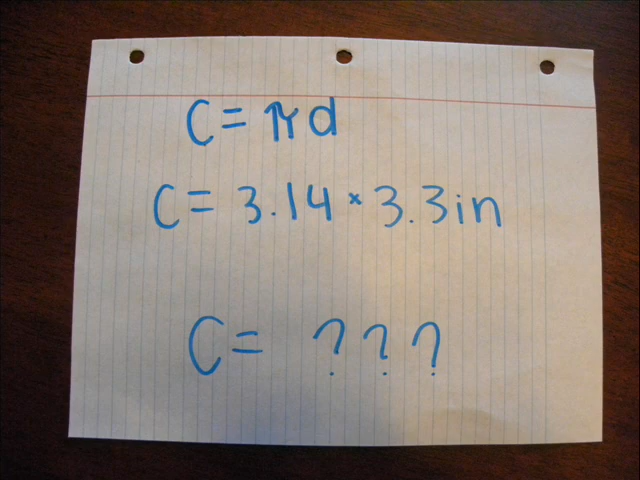 C = πd
C = 3.14 × 3.3in
C = ???